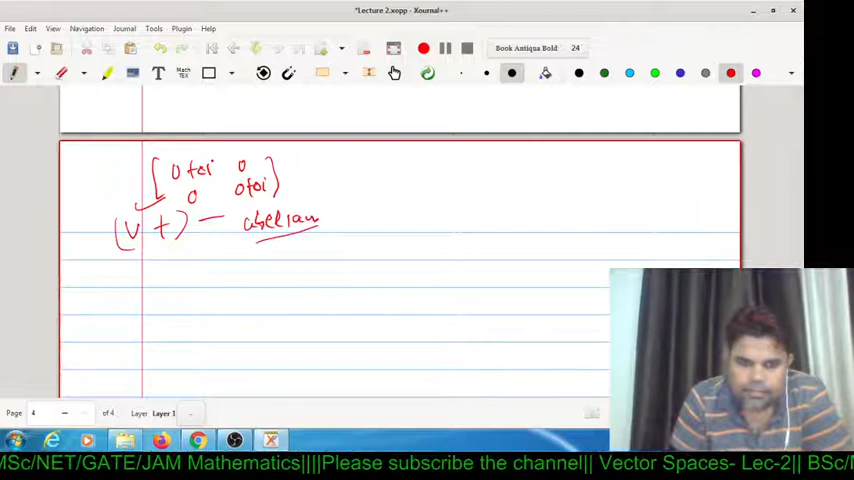 *Lecture 2.xopp - Xournal++
File Edit View Navigation Journal Tools Plugin Help
Book Antiqua Bold 24
T Math TEX
[ 0+0i 0
0 0+0i ]
(V +) — abelian
Page 4 of 4 Layer Layer 1
MSc/NET/GATE/JAM Mathematics||||Please subscribe the channel|| Vector Spaces- Lec-2|| BSc/